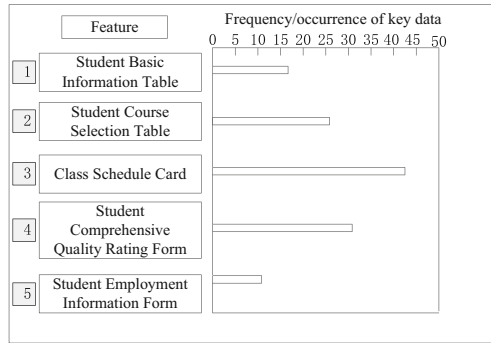 Feature
Frequency/occurrence of key data
0 5 10 15 20 25 30 35 40 45 50
1
Student Basic
Information Table
2
Student Course
Selection Table
3
Class Schedule Card
4
Student
Comprehensive
Quality Rating Form
5
Student Employment
Information Form